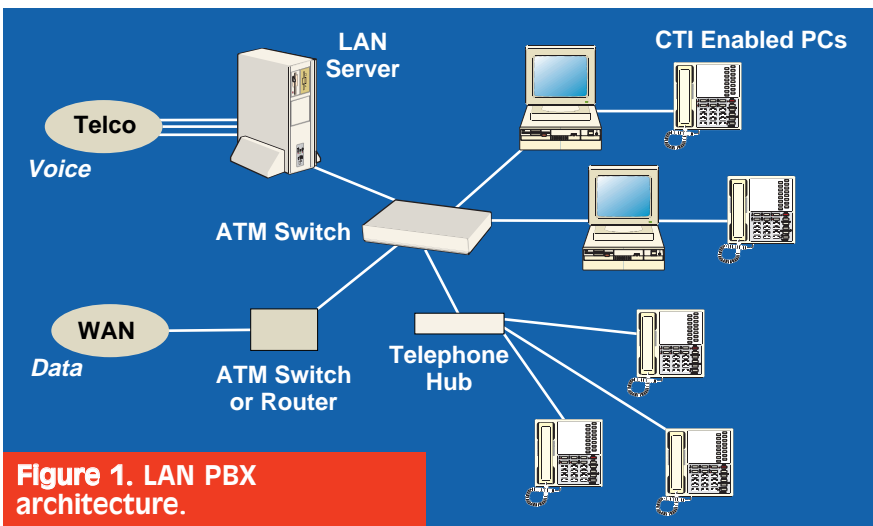 LAN
Server
CTI Enabled PCs
Telco
Voice
ATM Switch
WAN
Data
ATM Switch
or Router
Telephone
Hub
Figure 1. LAN PBX
architecture.